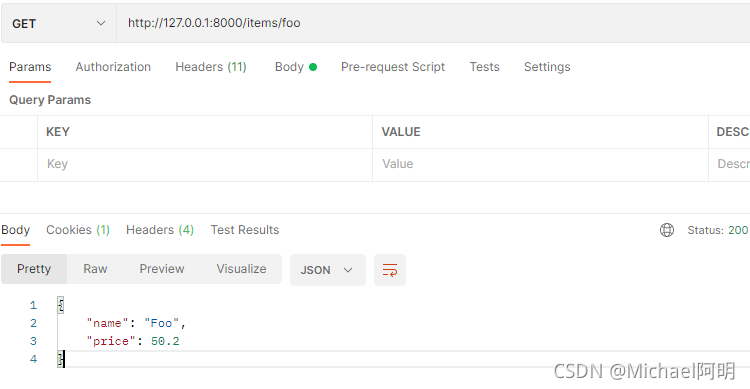 GET http://127.0.0.1:8000/items/foo
Params Authorization Headers (11) Body Pre-request Script Tests Settings
Query Params
KEY VALUE DESC
Key Value Descr
Body Cookies (1) Headers (4) Test Results Status: 200
Pretty Raw Preview Visualize JSON
1 {
2 "name": "Foo",
3 "price": 50.2
4 }
CSDN @Michael阿明